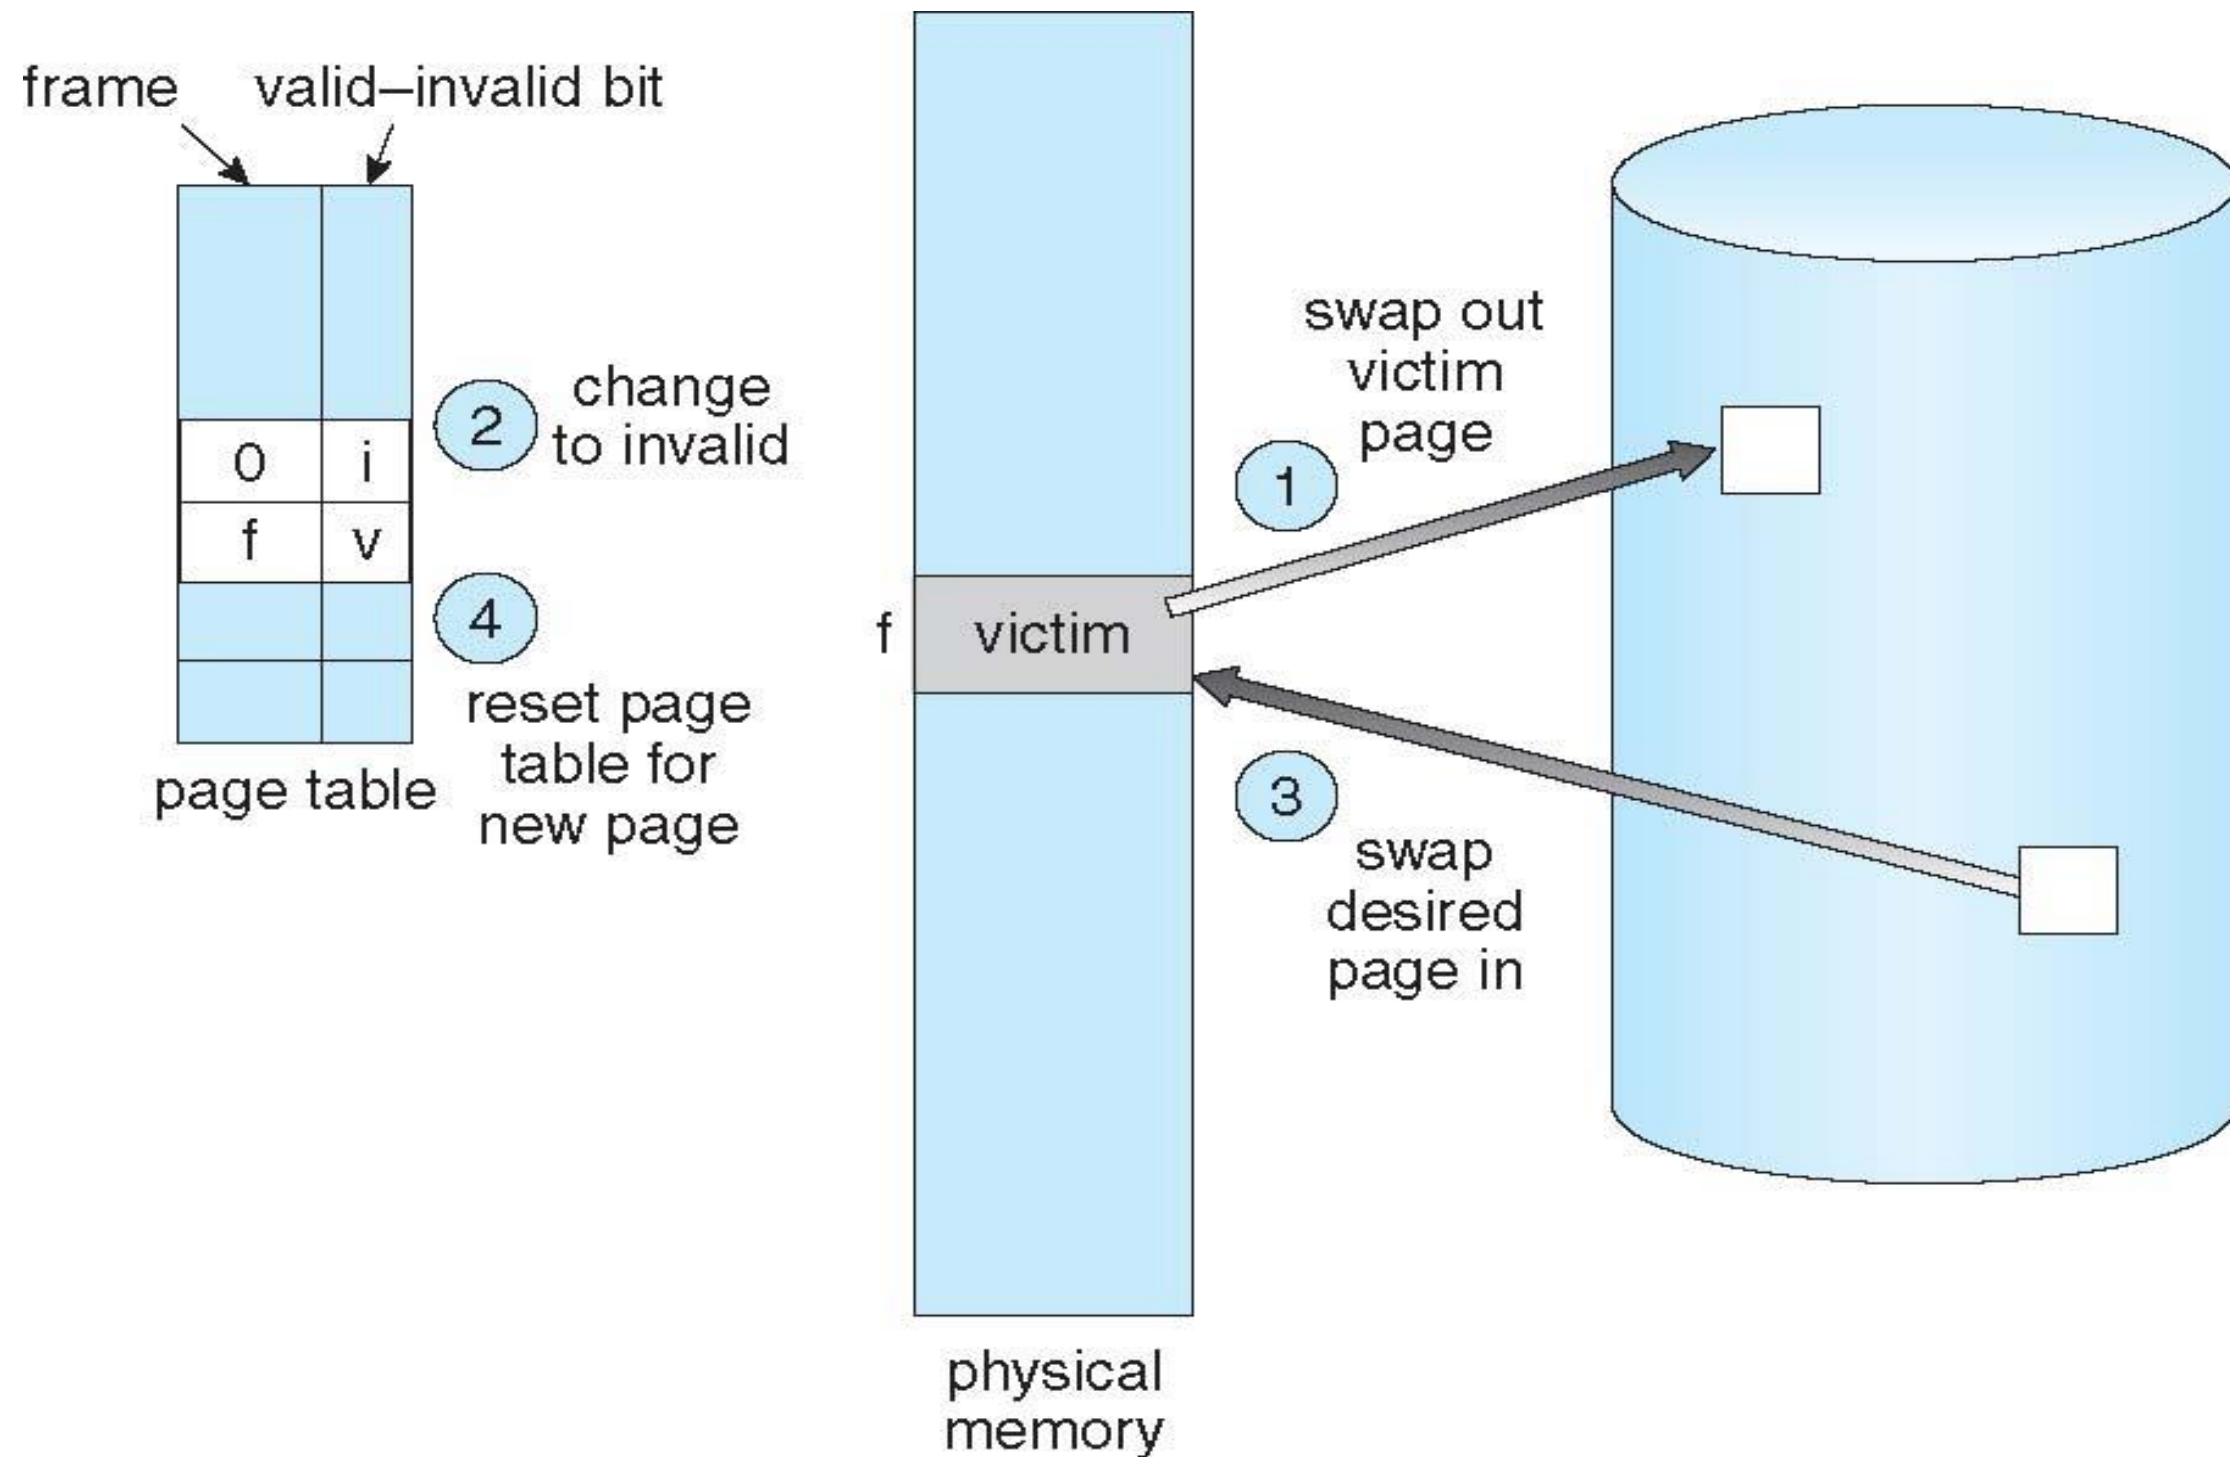 frame
valid–invalid bit
0 i
f v
page table
2
change
to invalid
4
reset page
table for
new page
f
victim
physical
memory
1
swap out
victim
page
3
swap
desired
page in